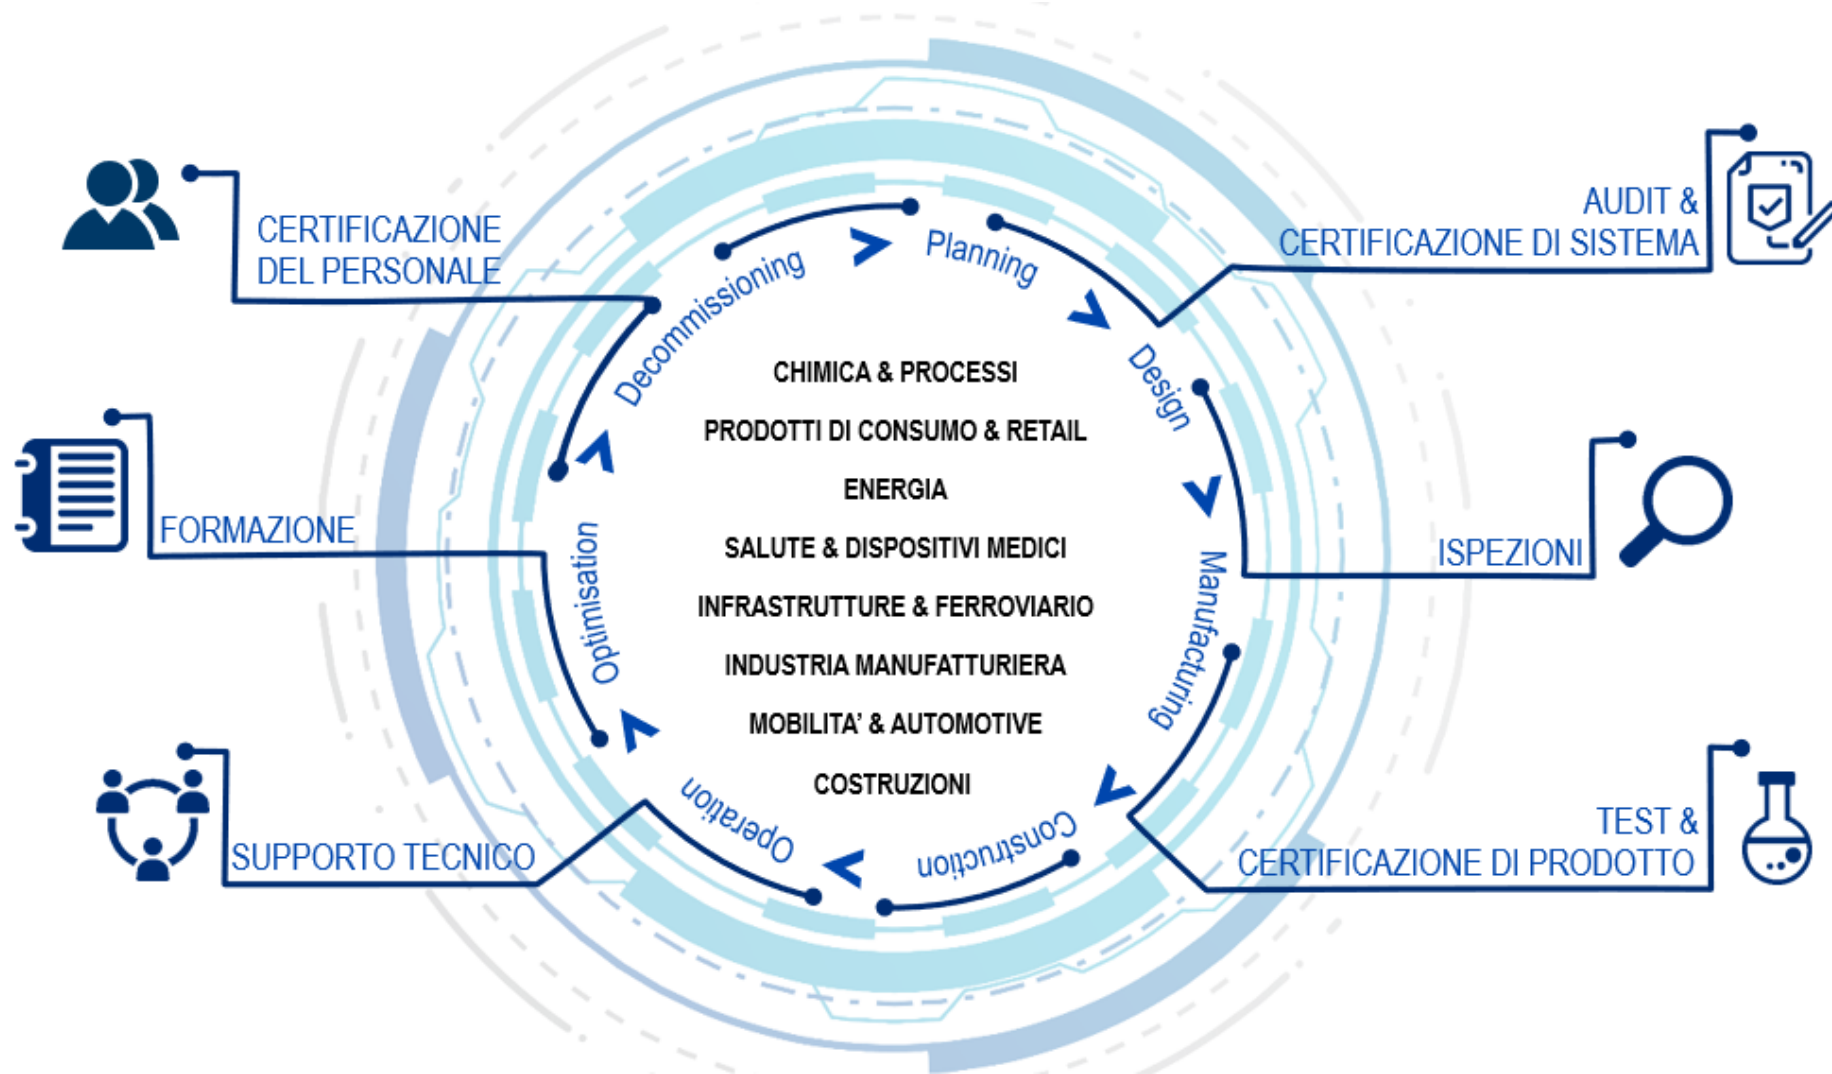 CERTIFICAZIONE
DEL PERSONALE
FORMAZIONE
SUPPORTO TECNICO
Planning
Design
Manufacturing
Construction
Operation
Optimisation
Decommissioning
CHIMICA & PROCESSI
PRODOTTI DI CONSUMO & RETAIL
ENERGIA
SALUTE & DISPOSITIVI MEDICI
INFRASTRUTTURE & FERROVIARIO
INDUSTRIA MANUFATTURIERA
MOBILITA’ & AUTOMOTIVE
COSTRUZIONI
AUDIT &
CERTIFICAZIONE DI SISTEMA
ISPEZIONI
TEST &
CERTIFICAZIONE DI PRODOTTO